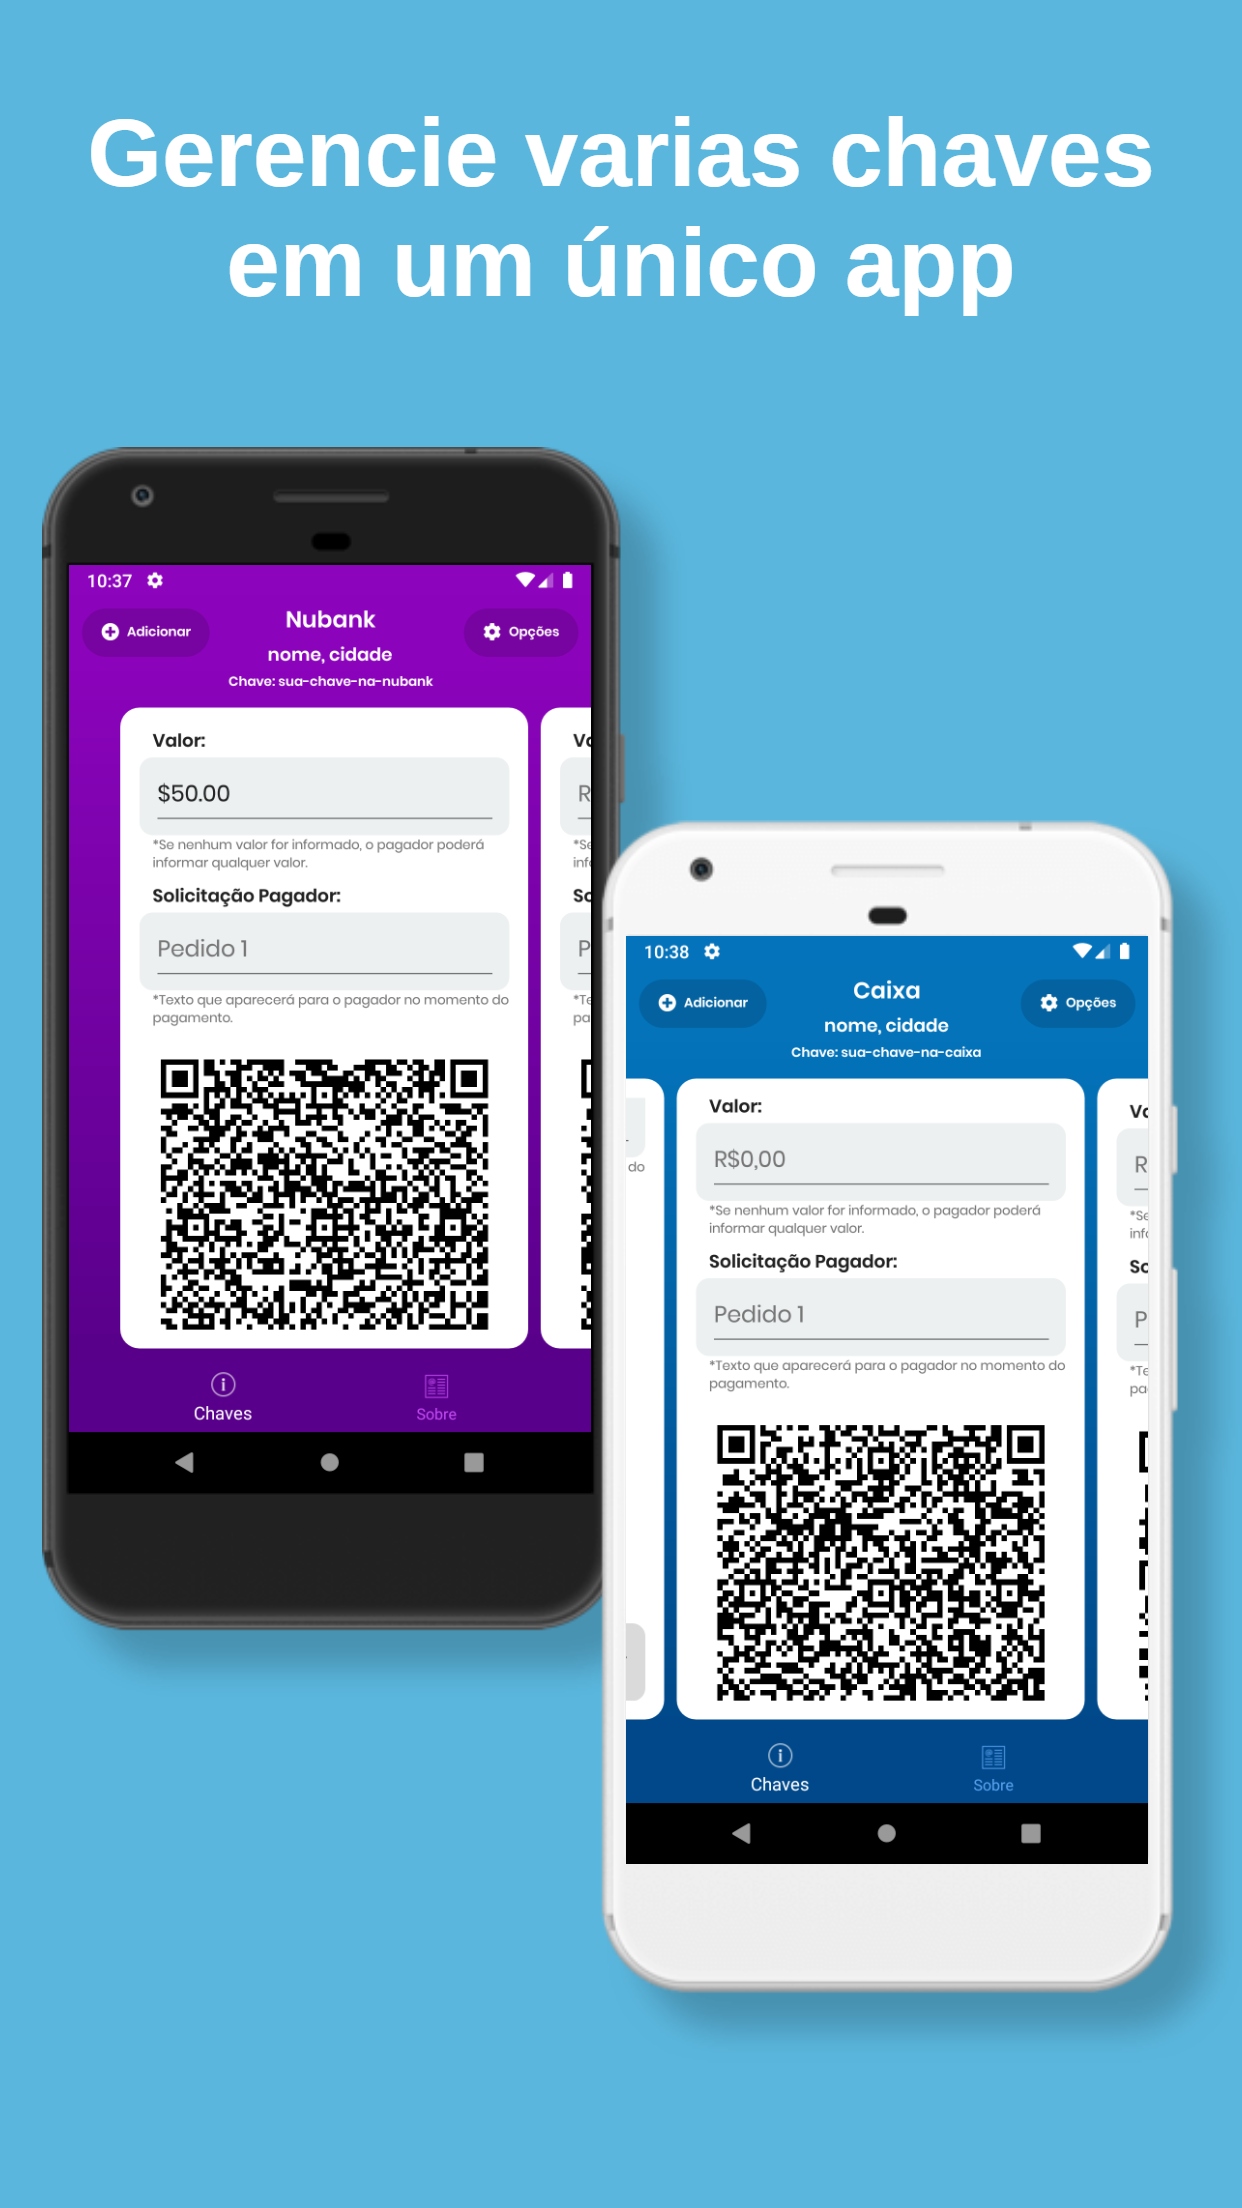 Gerencie varias chaves
em um único app
10:37
Adicionar
Nubank
Opções
nome, cidade
Chave: sua-chave-na-nubank
Valor:
$50.00
*Se nenhum valor for informado, o pagador poderá
informar qualquer valor.
Solicitação Pagador:
Pedido 1
*Texto que aparecerá para o pagador no momento do
pagamento.
Chaves
Sobre
10:38
Adicionar
Caixa
Opções
nome, cidade
Chave: sua-chave-na-caixa
do
Valor:
R$0,00
*Se nenhum valor for informado, o pagador poderá
informar qualquer valor.
Solicitação Pagador:
Pedido 1
*Texto que aparecerá para o pagador no momento do
pagamento.
Chaves
Sobre